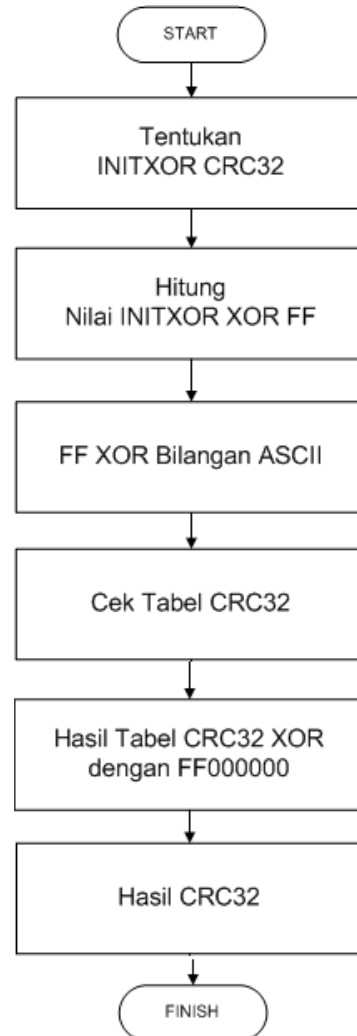 START
Tentukan
INITXOR CRC32
Hitung
Nilai INITXOR XOR FF
FF XOR Bilangan ASCII
Cek Tabel CRC32
Hasil Tabel CRC32 XOR
dengan FF000000
Hasil CRC32
FINISH